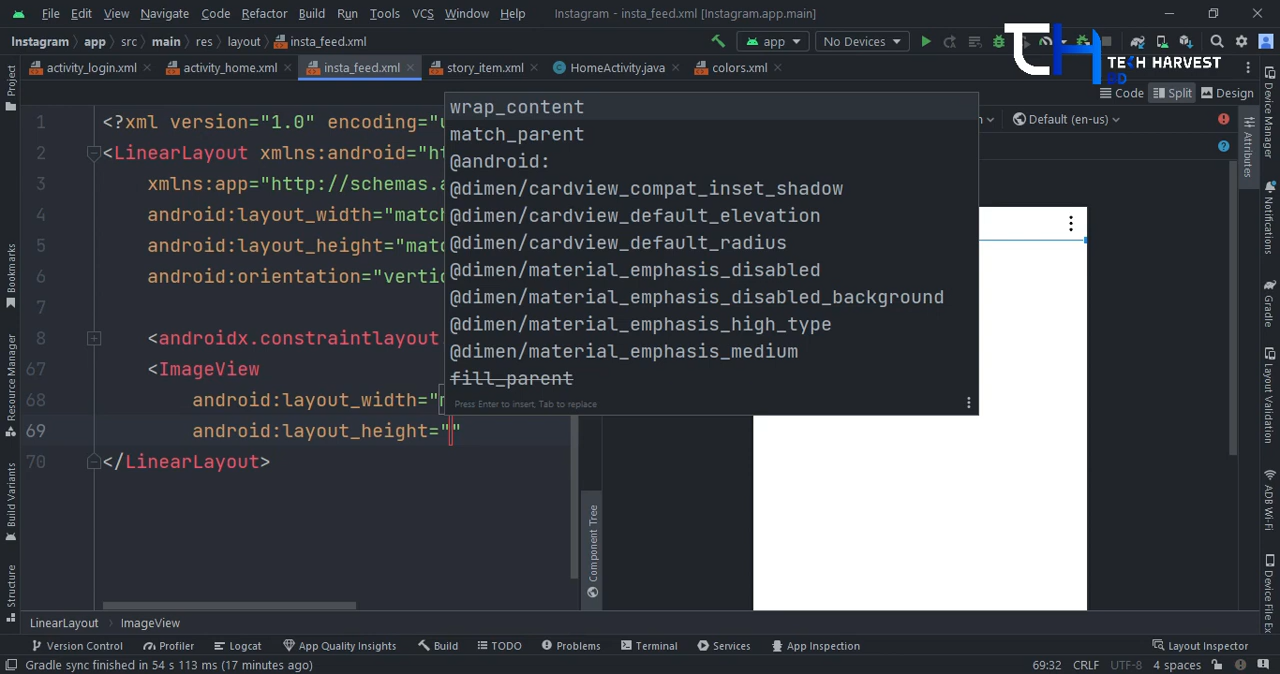 File Edit View Navigate Code Refactor Build Run Tools VCS Window Help Instagram - insta_feed.xml [Instagram.app.main]
Instagram app src main res layout insta_feed.xml app No Devices
TECH HARVEST
activity_login.xml activity_home.xml insta_feed.xml story_item.xml HomeActivity.java colors.xml
Code Split Design
Default (en-us)
1 <?xml version="1.0" encoding="u
2 <LinearLayout xmlns:android="ht
3 xmlns:app="http://schemas.a
4 android:layout_width="match
5 android:layout_height="matc
6 android:orientation="vertic
7
8 <androidx.constraintlayout.
67 <ImageView
68 android:layout_width="m
69 android:layout_height=""
70 </LinearLayout>
wrap_content
match_parent
@android:
@dimen/cardview_compat_inset_shadow
@dimen/cardview_default_elevation
@dimen/cardview_default_radius
@dimen/material_emphasis_disabled
@dimen/material_emphasis_disabled_background
@dimen/material_emphasis_high_type
@dimen/material_emphasis_medium
fill_parent
Press Enter to insert, Tab to replace
Project
Bookmarks
Resource Manager
Build Variants
Structure
Component Tree
Attributes
Device Manager
Notifications
Gradle
Layout Validation
ADB Wi-Fi
Device File Ex
LinearLayout ImageView
Version Control Profiler Logcat App Quality Insights Build TODO Problems Terminal Services App Inspection Layout Inspector
Gradle sync finished in 54 s 113 ms (17 minutes ago) 69:32 CRLF UTF-8 4 spaces